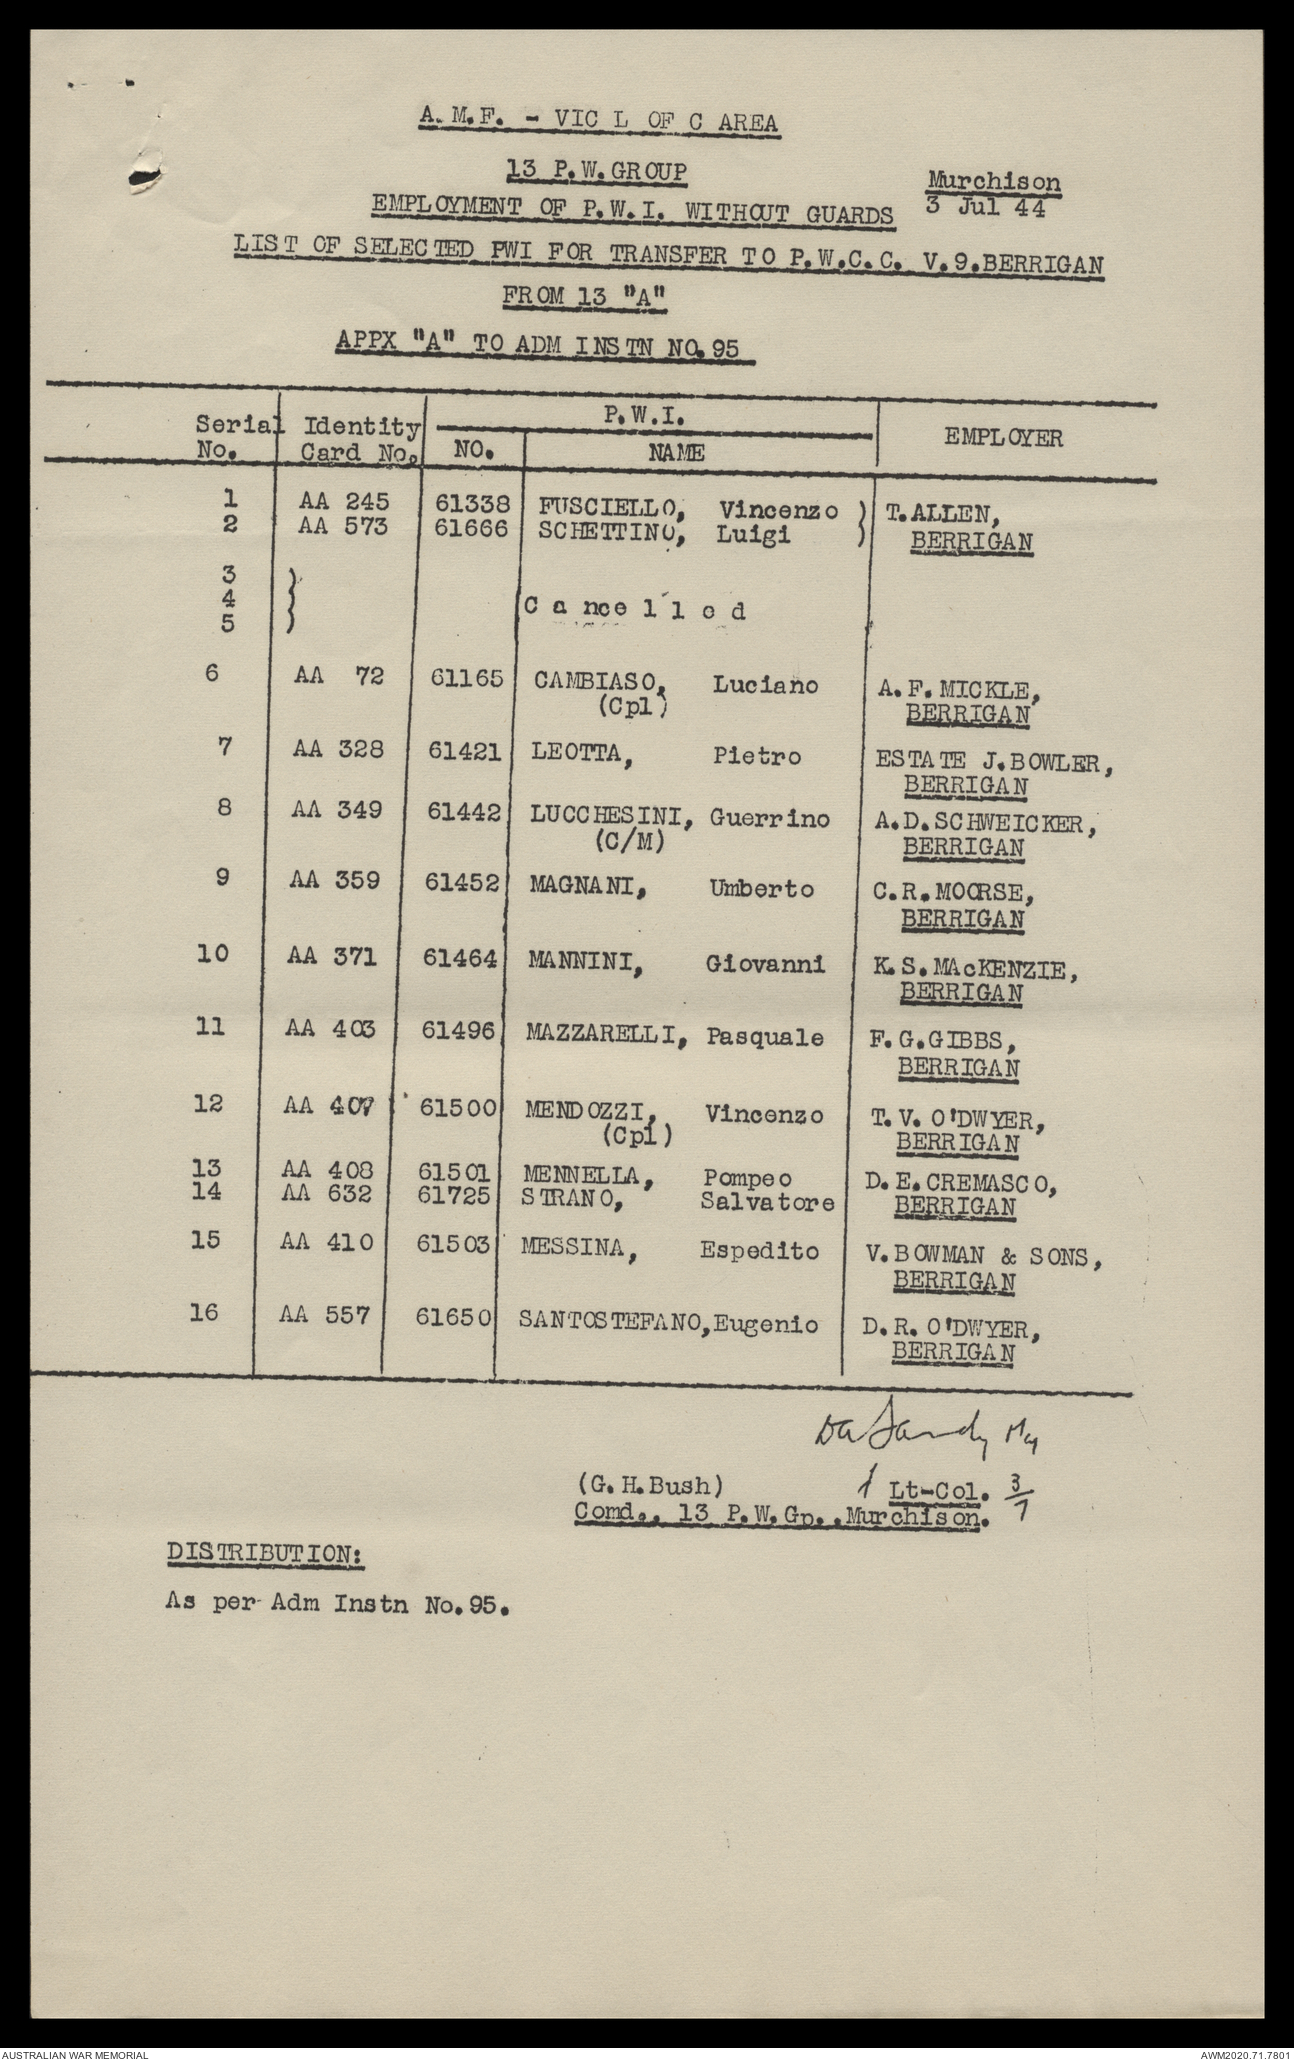 A.M.F. - VIC L OF C AREA
13 P.W.GROUP
Murchison
EMPLOYMENT OF P.W.I. WITHOUT GUARDS
3 Jul 44
LIST OF SELECTED PWI FOR TRANSFER TO P.W.C.C. V.9.BERRIGAN
FROM 13 "A"
APPX "A" TO ADM INSTN NO.95
Serial Identity P.W.I. EMPLOYER
No. Card No. NO. NAME
1 AA 245 61338 FUSCIELLO, Vincenzo ) T.ALLEN,
2 AA 573 61666 SCHETTINO, Luigi ) BERRIGAN
3 )
4 ) Cancelled
5 )
6 AA 72 61165 CAMBIASO, Luciano A.F.MICKLE,
(Cpl) BERRIGAN
7 AA 328 61421 LEOTTA, Pietro ESTATE J.BOWLER,
BERRIGAN
8 AA 349 61442 LUCCHESINI, Guerrino A.D.SCHWEICKER,
(C/M) BERRIGAN
9 AA 359 61452 MAGNANI, Umberto C.R.MOORSE,
BERRIGAN
10 AA 371 61464 MANNINI, Giovanni K.S.MAcKENZIE,
BERRIGAN
11 AA 403 61496 MAZZARELLI, Pasquale F.G.GIBBS,
BERRIGAN
12 AA 407 61500 MENDOZZI, Vincenzo T.V. O'DWYER,
(Cpl) BERRIGAN
13 AA 408 61501 MENNELLA, Pompeo D.E.CREMASCO,
14 AA 632 61725 STRANO, Salvatore BERRIGAN
15 AA 410 61503 MESSINA, Espedito V.BOWMAN & SONS,
BERRIGAN
16 AA 557 61650 SANTOSTEFANO,Eugenio D.R. O'DWYER,
BERRIGAN
(G.H.Bush) Lt-Col. 3/7
Comd., 13 P.W.Gp.,Murchison.
DISTRIBUTION:
As per Adm Instn No.95.
AUSTRALIAN WAR MEMORIAL
AWM2020.71.7801